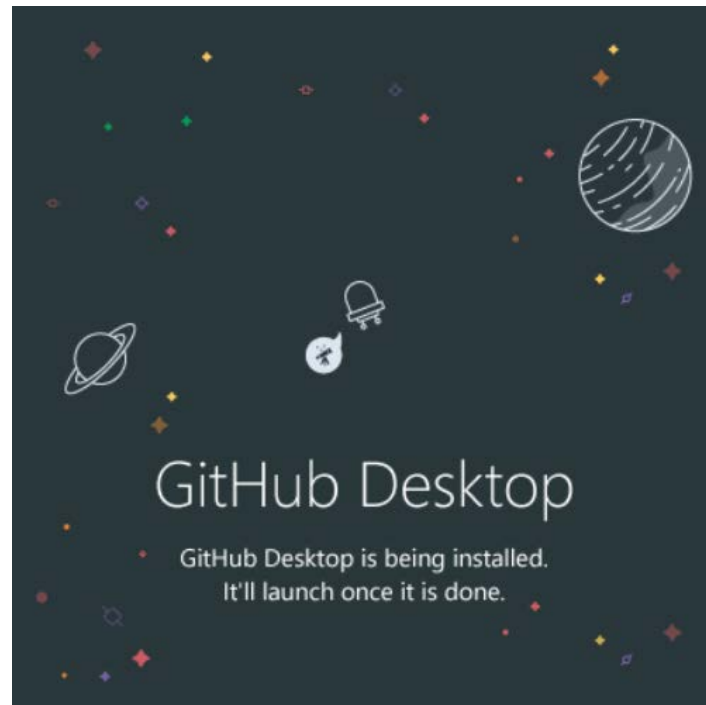 GitHub Desktop
GitHub Desktop is being installed.
It'll launch once it is done.